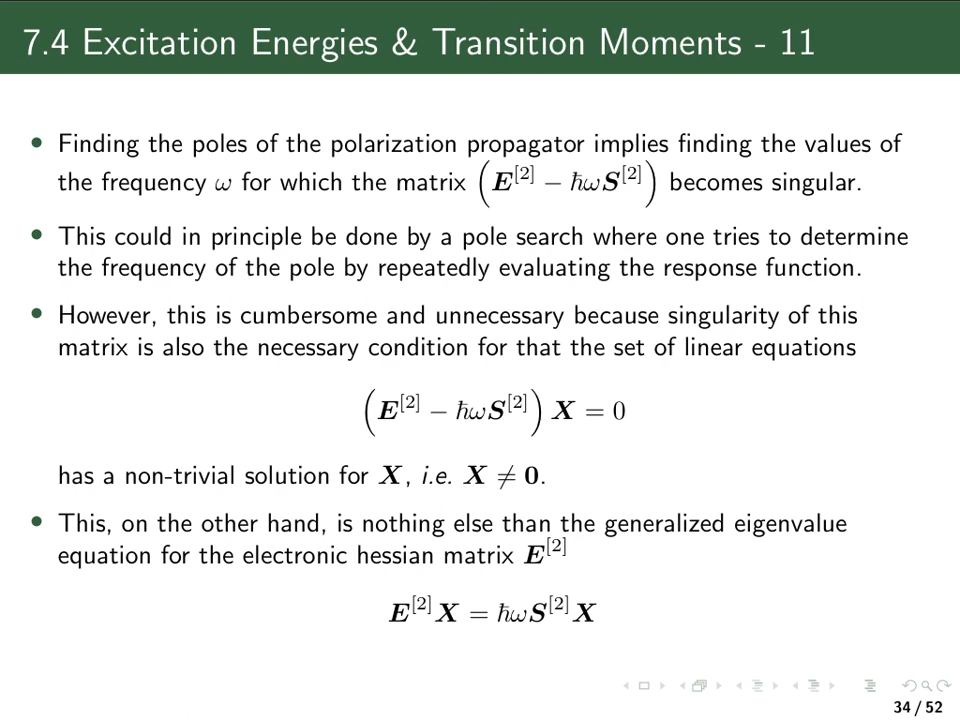 7.4 Excitation Energies & Transition Moments - 11
• Finding the poles of the polarization propagator implies finding the values of
the frequency ω for which the matrix (E^[2] − ℏωS^[2]) becomes singular.
• This could in principle be done by a pole search where one tries to determine
the frequency of the pole by repeatedly evaluating the response function.
• However, this is cumbersome and unnecessary because singularity of this
matrix is also the necessary condition for that the set of linear equations
(E^[2] − ℏωS^[2]) X = 0
has a non-trivial solution for X, i.e. X ≠ 0.
• This, on the other hand, is nothing else than the generalized eigenvalue
equation for the electronic hessian matrix E^[2]
E^[2] X = ℏωS^[2] X
34 / 52